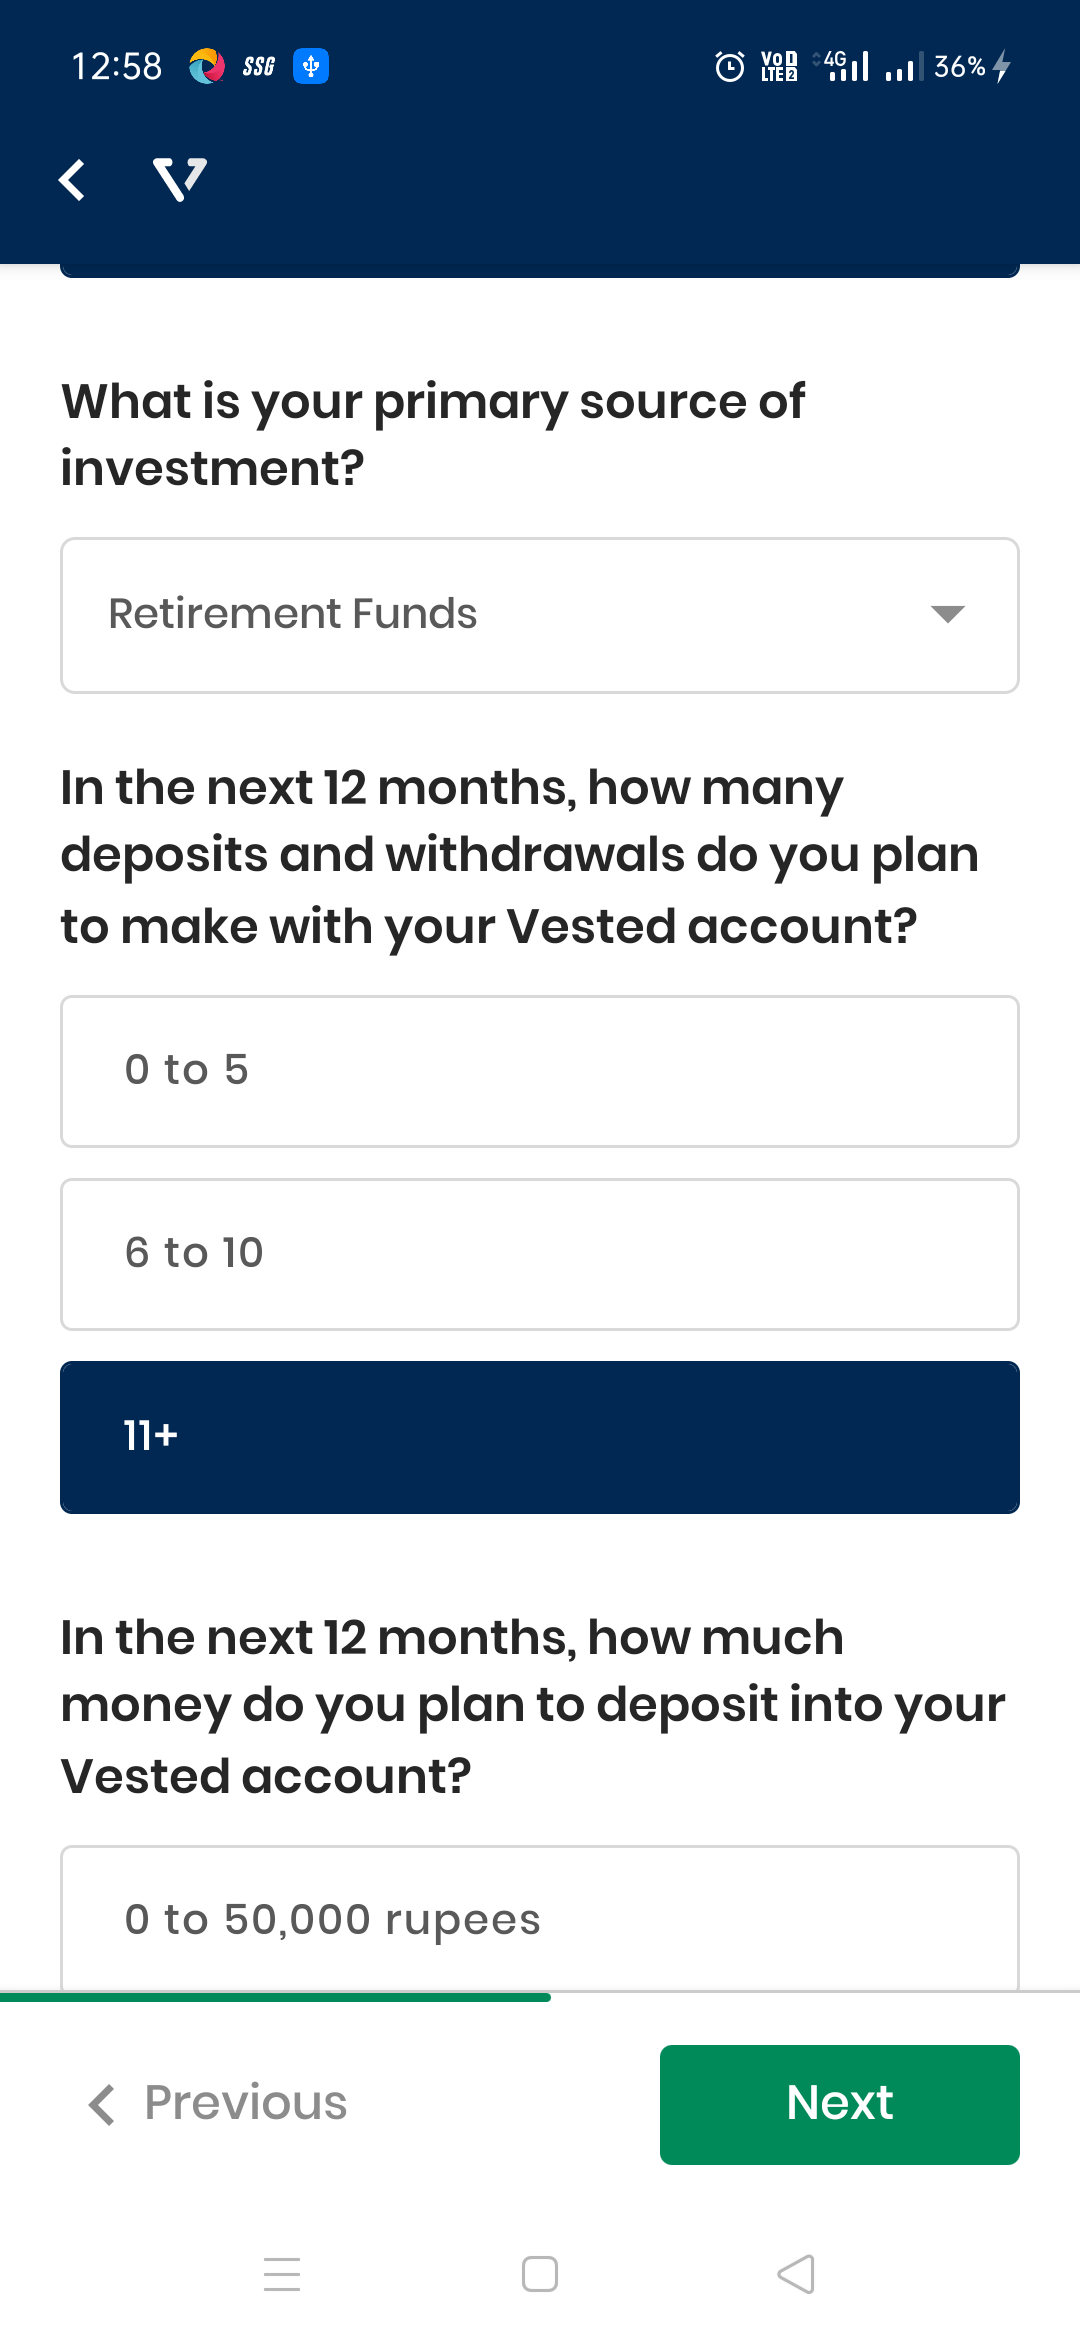 12:58 SSG VoD LTE2 4G 36%
What is your primary source of
investment?
Retirement Funds
In the next 12 months, how many
deposits and withdrawals do you plan
to make with your Vested account?
0 to 5
6 to 10
11+
In the next 12 months, how much
money do you plan to deposit into your
Vested account?
0 to 50,000 rupees
Previous
Next